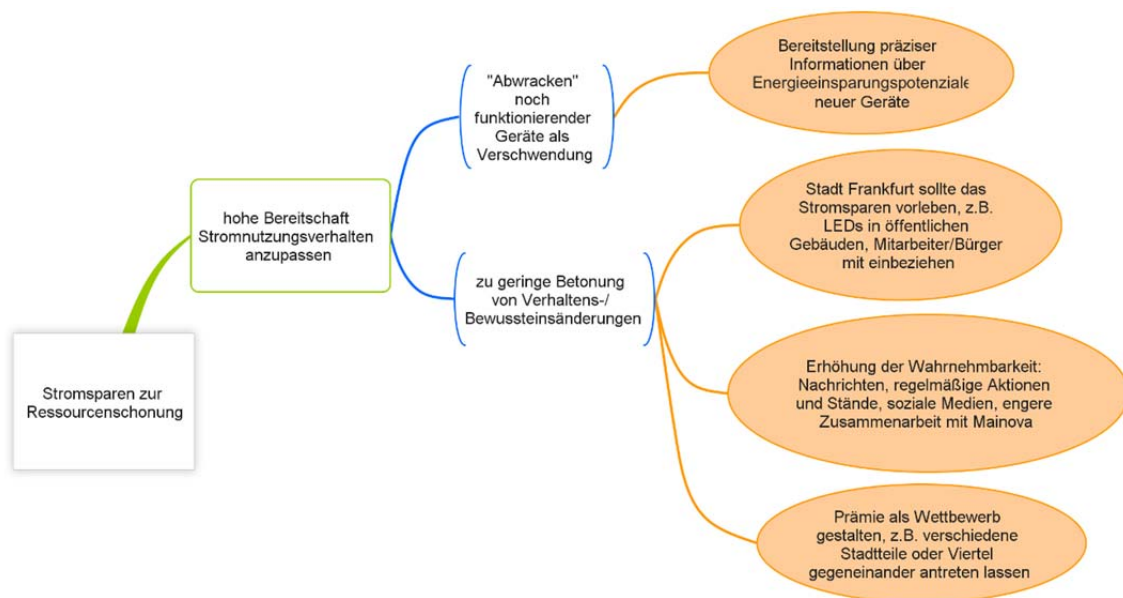 Stromsparen zur
Ressourcenschonung
hohe Bereitschaft
Stromnutzungsverhalten
anzupassen
"Abwracken"
noch
funktionierender
Geräte als
Verschwendung
Bereitstellung präziser
Informationen über
Energieeinsparungspotenziale
neuer Geräte
zu geringe Betonung
von Verhaltens-/
Bewussteinsänderungen
Stadt Frankfurt sollte das
Stromsparen vorleben, z.B.
LEDs in öffentlichen
Gebäuden, Mitarbeiter/Bürger
mit einbeziehen
Erhöhung der Wahrnehmbarkeit:
Nachrichten, regelmäßige Aktionen
und Stände, soziale Medien, engere
Zusammenarbeit mit Mainova
Prämie als Wettbewerb
gestalten, z.B. verschiedene
Stadtteile oder Viertel
gegeneinander antreten lassen